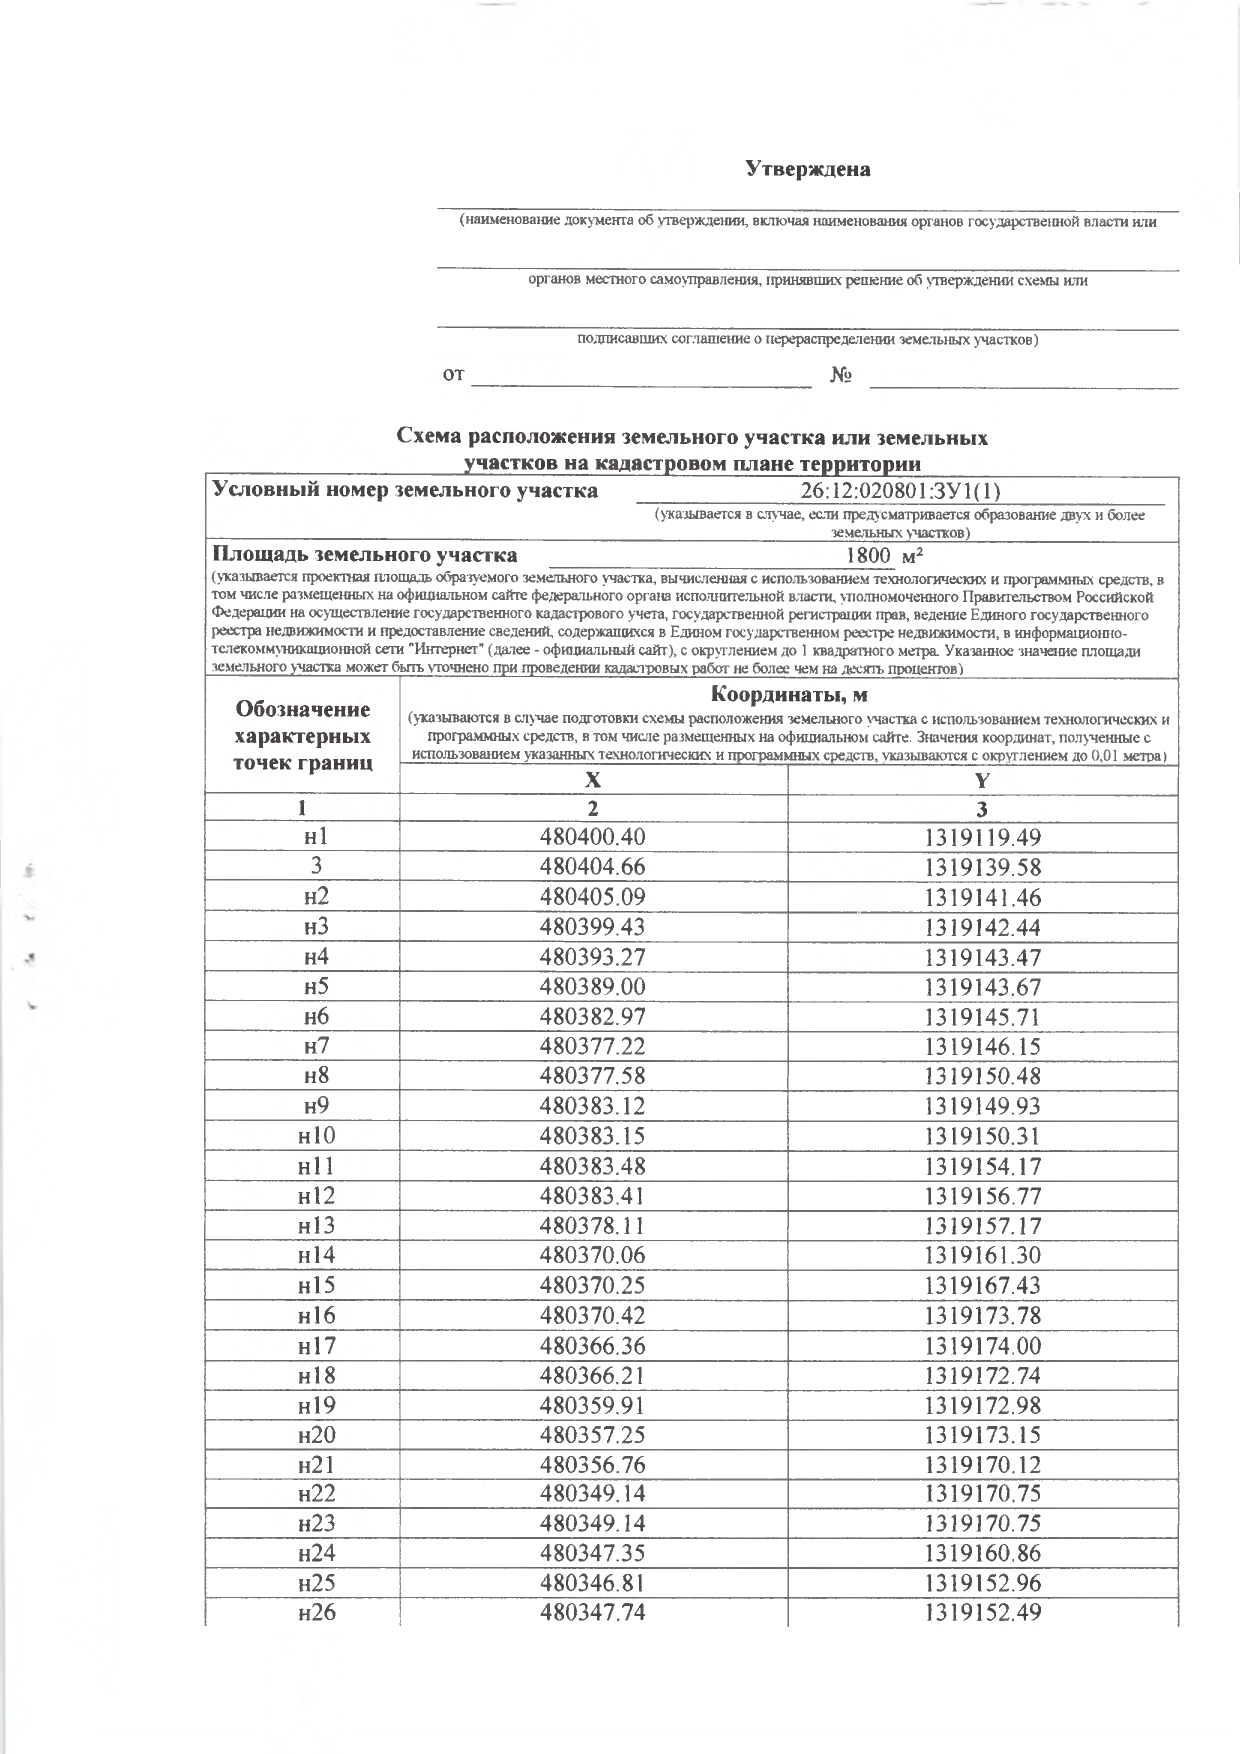 Утверждена
(наименование документа об утверждении, включая наименования органов государственной власти или
органов местного самоуправления, принявших решение об утверждении схемы или
подписавших соглашение о перераспределении земельных участков)
от № 
Схема расположения земельного участка или земельных
участков на кадастровом плане территории
Условный номер земельного участка 26:12:020801:ЗУ1(1)
(указывается в случае, если предусматривается образование двух и более
земельных участков)
Площадь земельного участка 1800 м²
(указывается проектная площадь образуемого земельного участка, вычисленная с использованием технологических и программных средств, в
том числе размещенных на официальном сайте федерального органа исполнительной власти, уполномоченного Правительством Российской
Федерации на осуществление государственного кадастрового учета, государственной регистрации прав, ведение Единого государственного
реестра недвижимости и предоставление сведений, содержащихся в Едином государственном реестре недвижимости, в информационно-
телекоммуникационной сети "Интернет" (далее - официальный сайт), с округлением до 1 квадратного метра. Указанное значение площади
земельного участка может быть уточнено при проведении кадастровых работ не более чем на десять процентов)
Обозначение
характерных
точек границ
Координаты, м
(указываются в случае подготовки схемы расположения земельного участка с использованием технологических и
программных средств, в том числе размещенных на официальном сайте. Значения координат, полученные с
использованием указанных технологических и программных средств, указываются с округлением до 0,01 метра)
X Y
1 2 3
н1 480400.40 1319119.49
3 480404.66 1319139.58
н2 480405.09 1319141.46
н3 480399.43 1319142.44
н4 480393.27 1319143.47
н5 480389.00 1319143.67
н6 480382.97 1319145.71
н7 480377.22 1319146.15
н8 480377.58 1319150.48
н9 480383.12 1319149.93
н10 480383.15 1319150.31
н11 480383.48 1319154.17
н12 480383.41 1319156.77
н13 480378.11 1319157.17
н14 480370.06 1319161.30
н15 480370.25 1319167.43
н16 480370.42 1319173.78
н17 480366.36 1319174.00
н18 480366.21 1319172.74
н19 480359.91 1319172.98
н20 480357.25 1319173.15
н21 480356.76 1319170.12
н22 480349.14 1319170.75
н23 480349.14 1319170.75
н24 480347.35 1319160.86
н25 480346.81 1319152.96
н26 480347.74 1319152.49